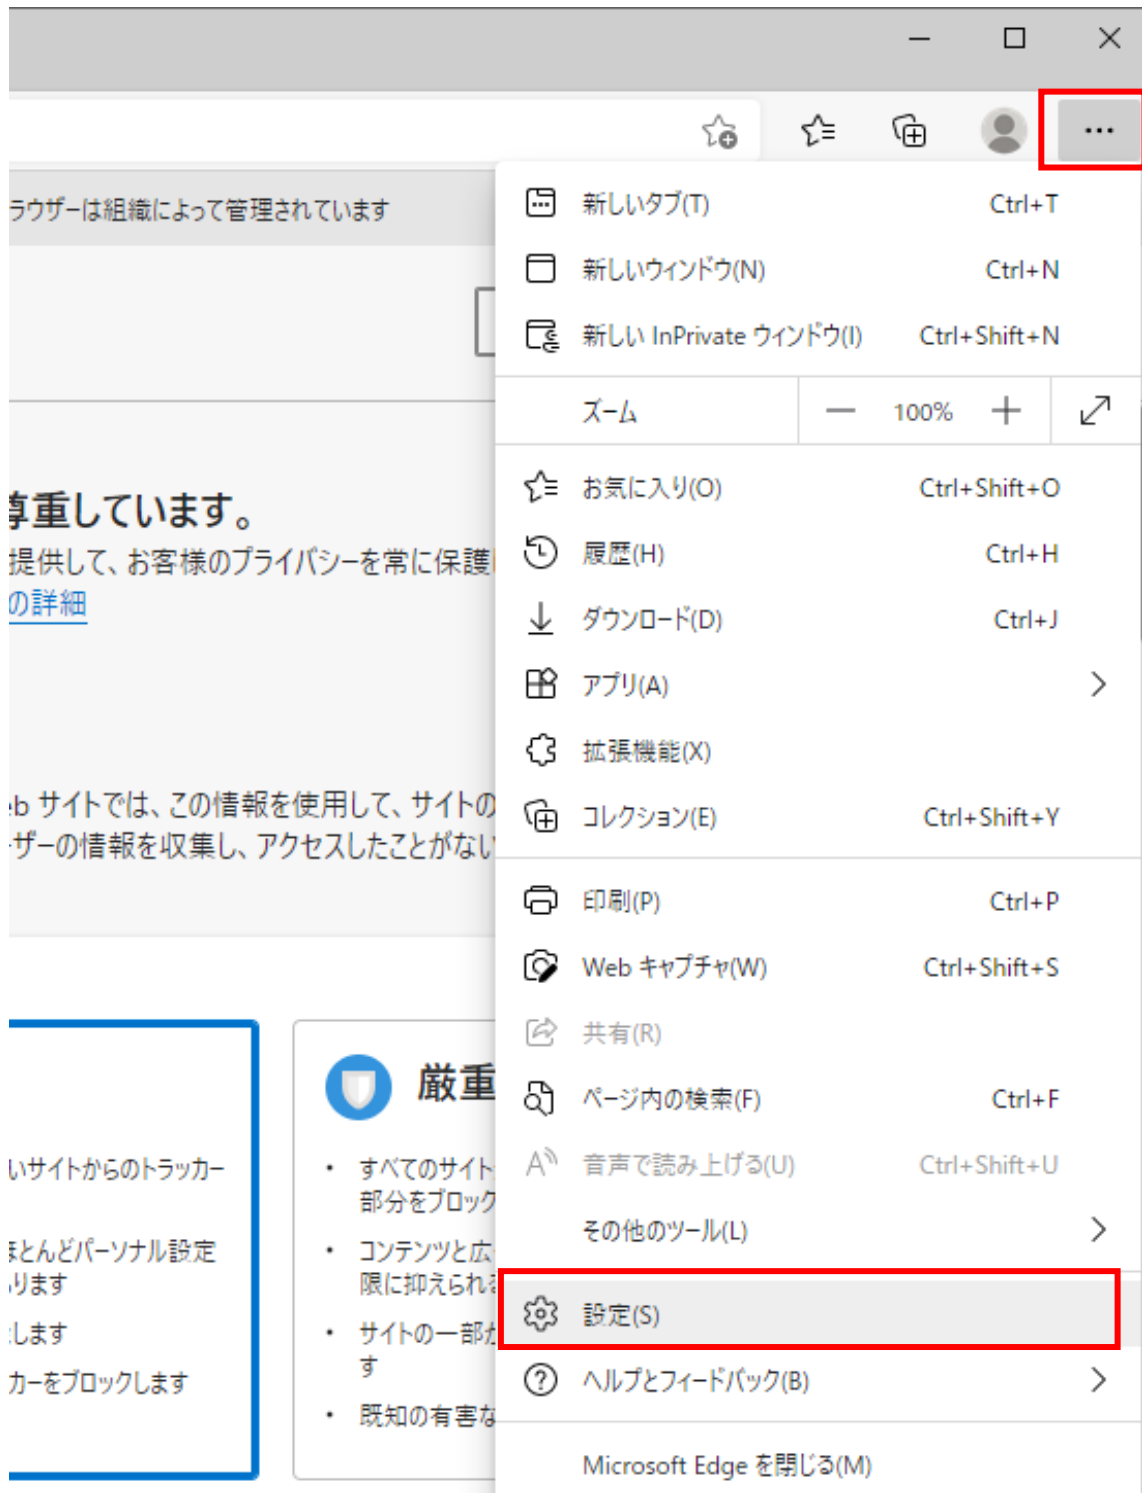 ラウザーは組織によって管理されています
尊重しています。
提供して、お客様のプライバシーを常に保護
の詳細
eb サイトでは、この情報を使用して、サイトの
ザーの情報を収集し、アクセスしたことがない
いサイトからのトラッカー
ほとんどパーソナル設定
ります
します
カーをブロックします
厳重
• すべてのサイト
部分をブロック
• コンテンツと広
限に抑えられ
• サイトの一部が
す
• 既知の有害な
新しいタブ(T) Ctrl+T
新しいウィンドウ(N) Ctrl+N
新しい InPrivate ウィンドウ(I) Ctrl+Shift+N
ズーム — 100% +
お気に入り(O) Ctrl+Shift+O
履歴(H) Ctrl+H
ダウンロード(D) Ctrl+J
アプリ(A)
拡張機能(X)
コレクション(E) Ctrl+Shift+Y
印刷(P) Ctrl+P
Web キャプチャ(W) Ctrl+Shift+S
共有(R)
ページ内の検索(F) Ctrl+F
音声で読み上げる(U) Ctrl+Shift+U
その他のツール(L)
設定(S)
ヘルプとフィードバック(B)
Microsoft Edge を閉じる(M)